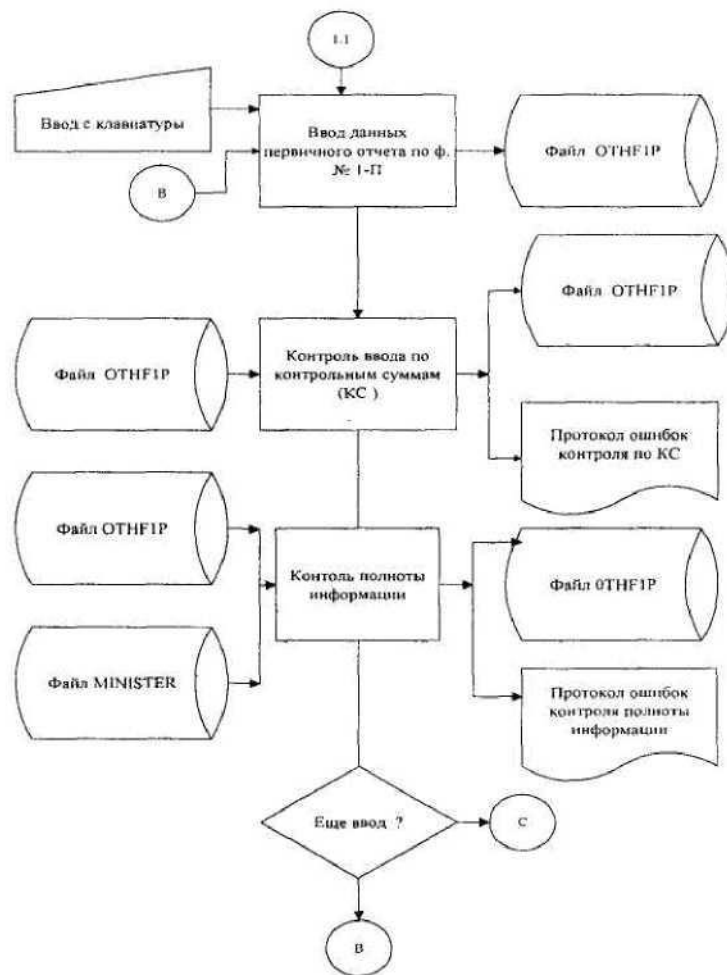 1.1
Ввод с клавиатуры
Ввод данных
первичного отчета по ф.
№ 1-П
Файл OTHF1P
В
Файл OTHF1P
Файл OTHF1P
Контроль ввода по
контрольным суммам
(КС )
Протокол ошибок
контроля по КС
Файл OTHF1P
Контоль полноты
информации
Файл 0THF1P
Файл MINISTER
Протокол ошибок
контроля полноты
информации
Еще ввод ?
С
В